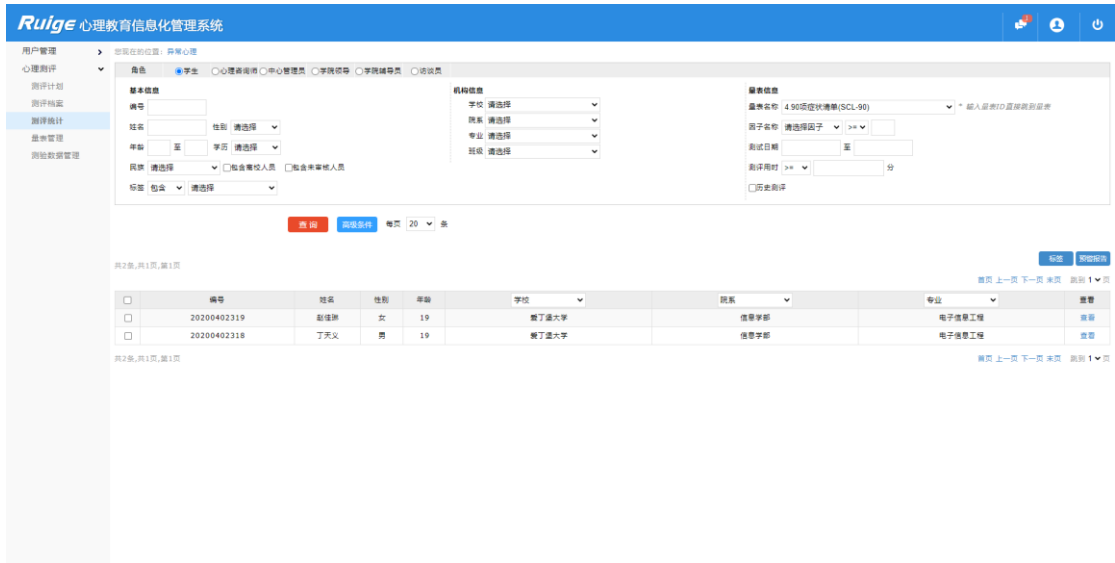 Ruige 心理教育信息化管理系统
用户管理
心理测评
测评计划
测评档案
测评统计
量表管理
测验数据管理
您现在的位置：异常心理
角色 学生 心理咨询师 中心管理员 学院领导 学院辅导员 访谈员
基本信息
编号
姓名 性别 请选择
年龄 至 学历 请选择
民族 请选择 包含离校人员 包含未审核人员
标签 包含 请选择
机构信息
学校 请选择
院系 请选择
专业 请选择
班级 请选择
量表信息
量表名称 4.90项症状清单(SCL-90) * 输入量表ID直接跳到量表
因子名称 请选择因子 >=
测试日期 至
测评用时 >= 分
历史测评
查询 高级条件 每页 20 条
标签 预警报告
共2条,共1页,第1页
首页 上一页 下一页 末页 跳到 1 页
编号 姓名 性别 年龄 学校 院系 专业 查看
20200402319 赵佳琳 女 19 爱丁堡大学 信息学部 电子信息工程 查看
20200402318 丁天义 男 19 爱丁堡大学 信息学部 电子信息工程 查看
共2条,共1页,第1页
首页 上一页 下一页 末页 跳到 1 页